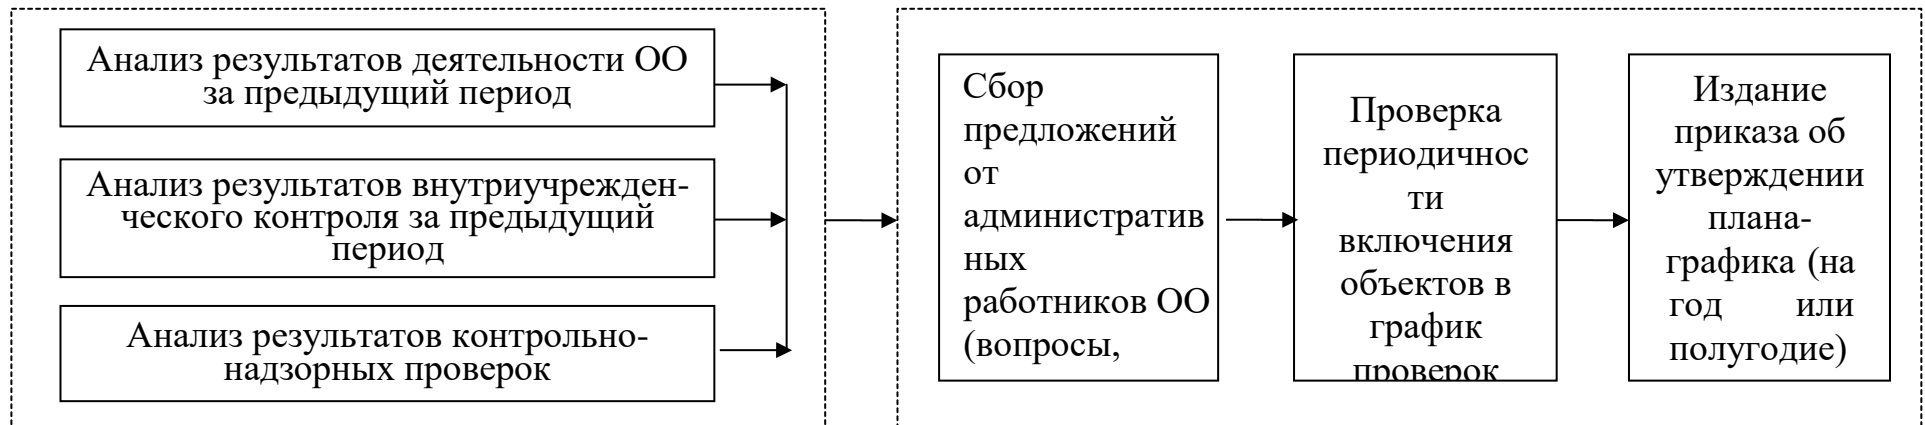 Анализ результатов деятельности ОО
за предыдущий период
Анализ результатов внутриучрежден-
ческого контроля за предыдущий
период
Анализ результатов контрольно-
надзорных проверок
Сбор
предложений
от
административ
ных
работников ОО
(вопросы,
Проверка
периодичнос
ти
включения
объектов в
график
проверок
Издание
приказа об
утверждении
плана-
графика (на
год или
полугодие)